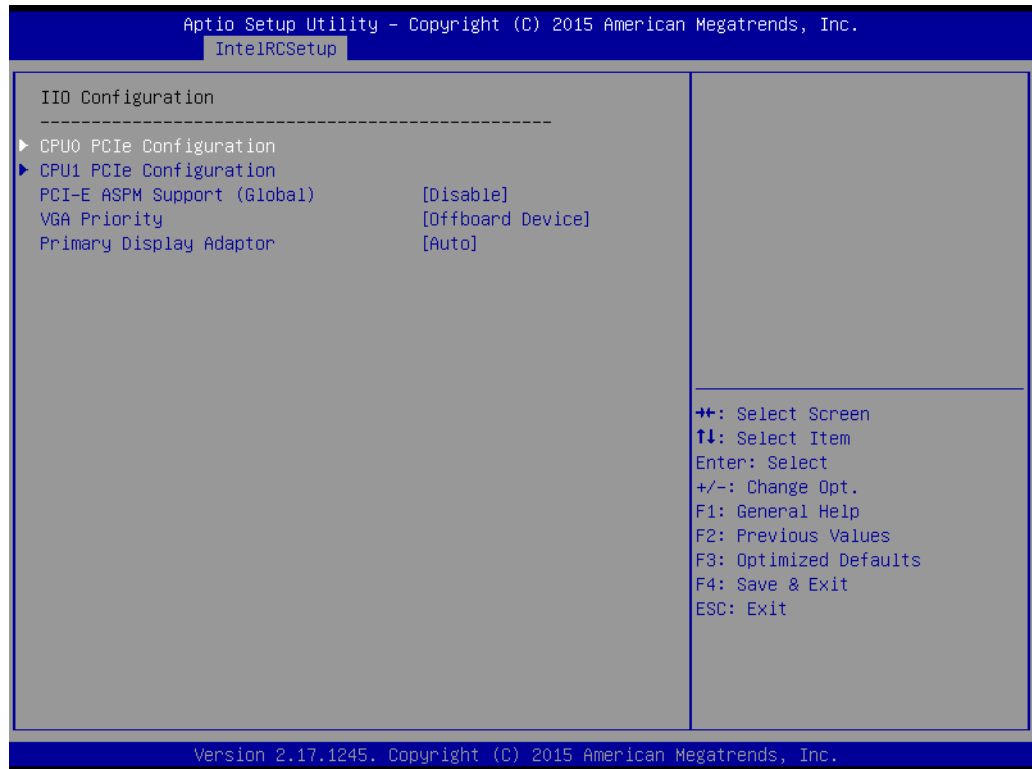 Aptio Setup Utility – Copyright (C) 2015 American Megatrends, Inc.
IntelRCSetup
IIO Configuration
--------------------------------------------------
▶ CPU0 PCIe Configuration
▶ CPU1 PCIe Configuration
PCI-E ASPM Support (Global) [Disable]
VGA Priority [Offboard Device]
Primary Display Adaptor [Auto]
→←: Select Screen
↑↓: Select Item
Enter: Select
+/-: Change Opt.
F1: General Help
F2: Previous Values
F3: Optimized Defaults
F4: Save & Exit
ESC: Exit
Version 2.17.1245. Copyright (C) 2015 American Megatrends, Inc.